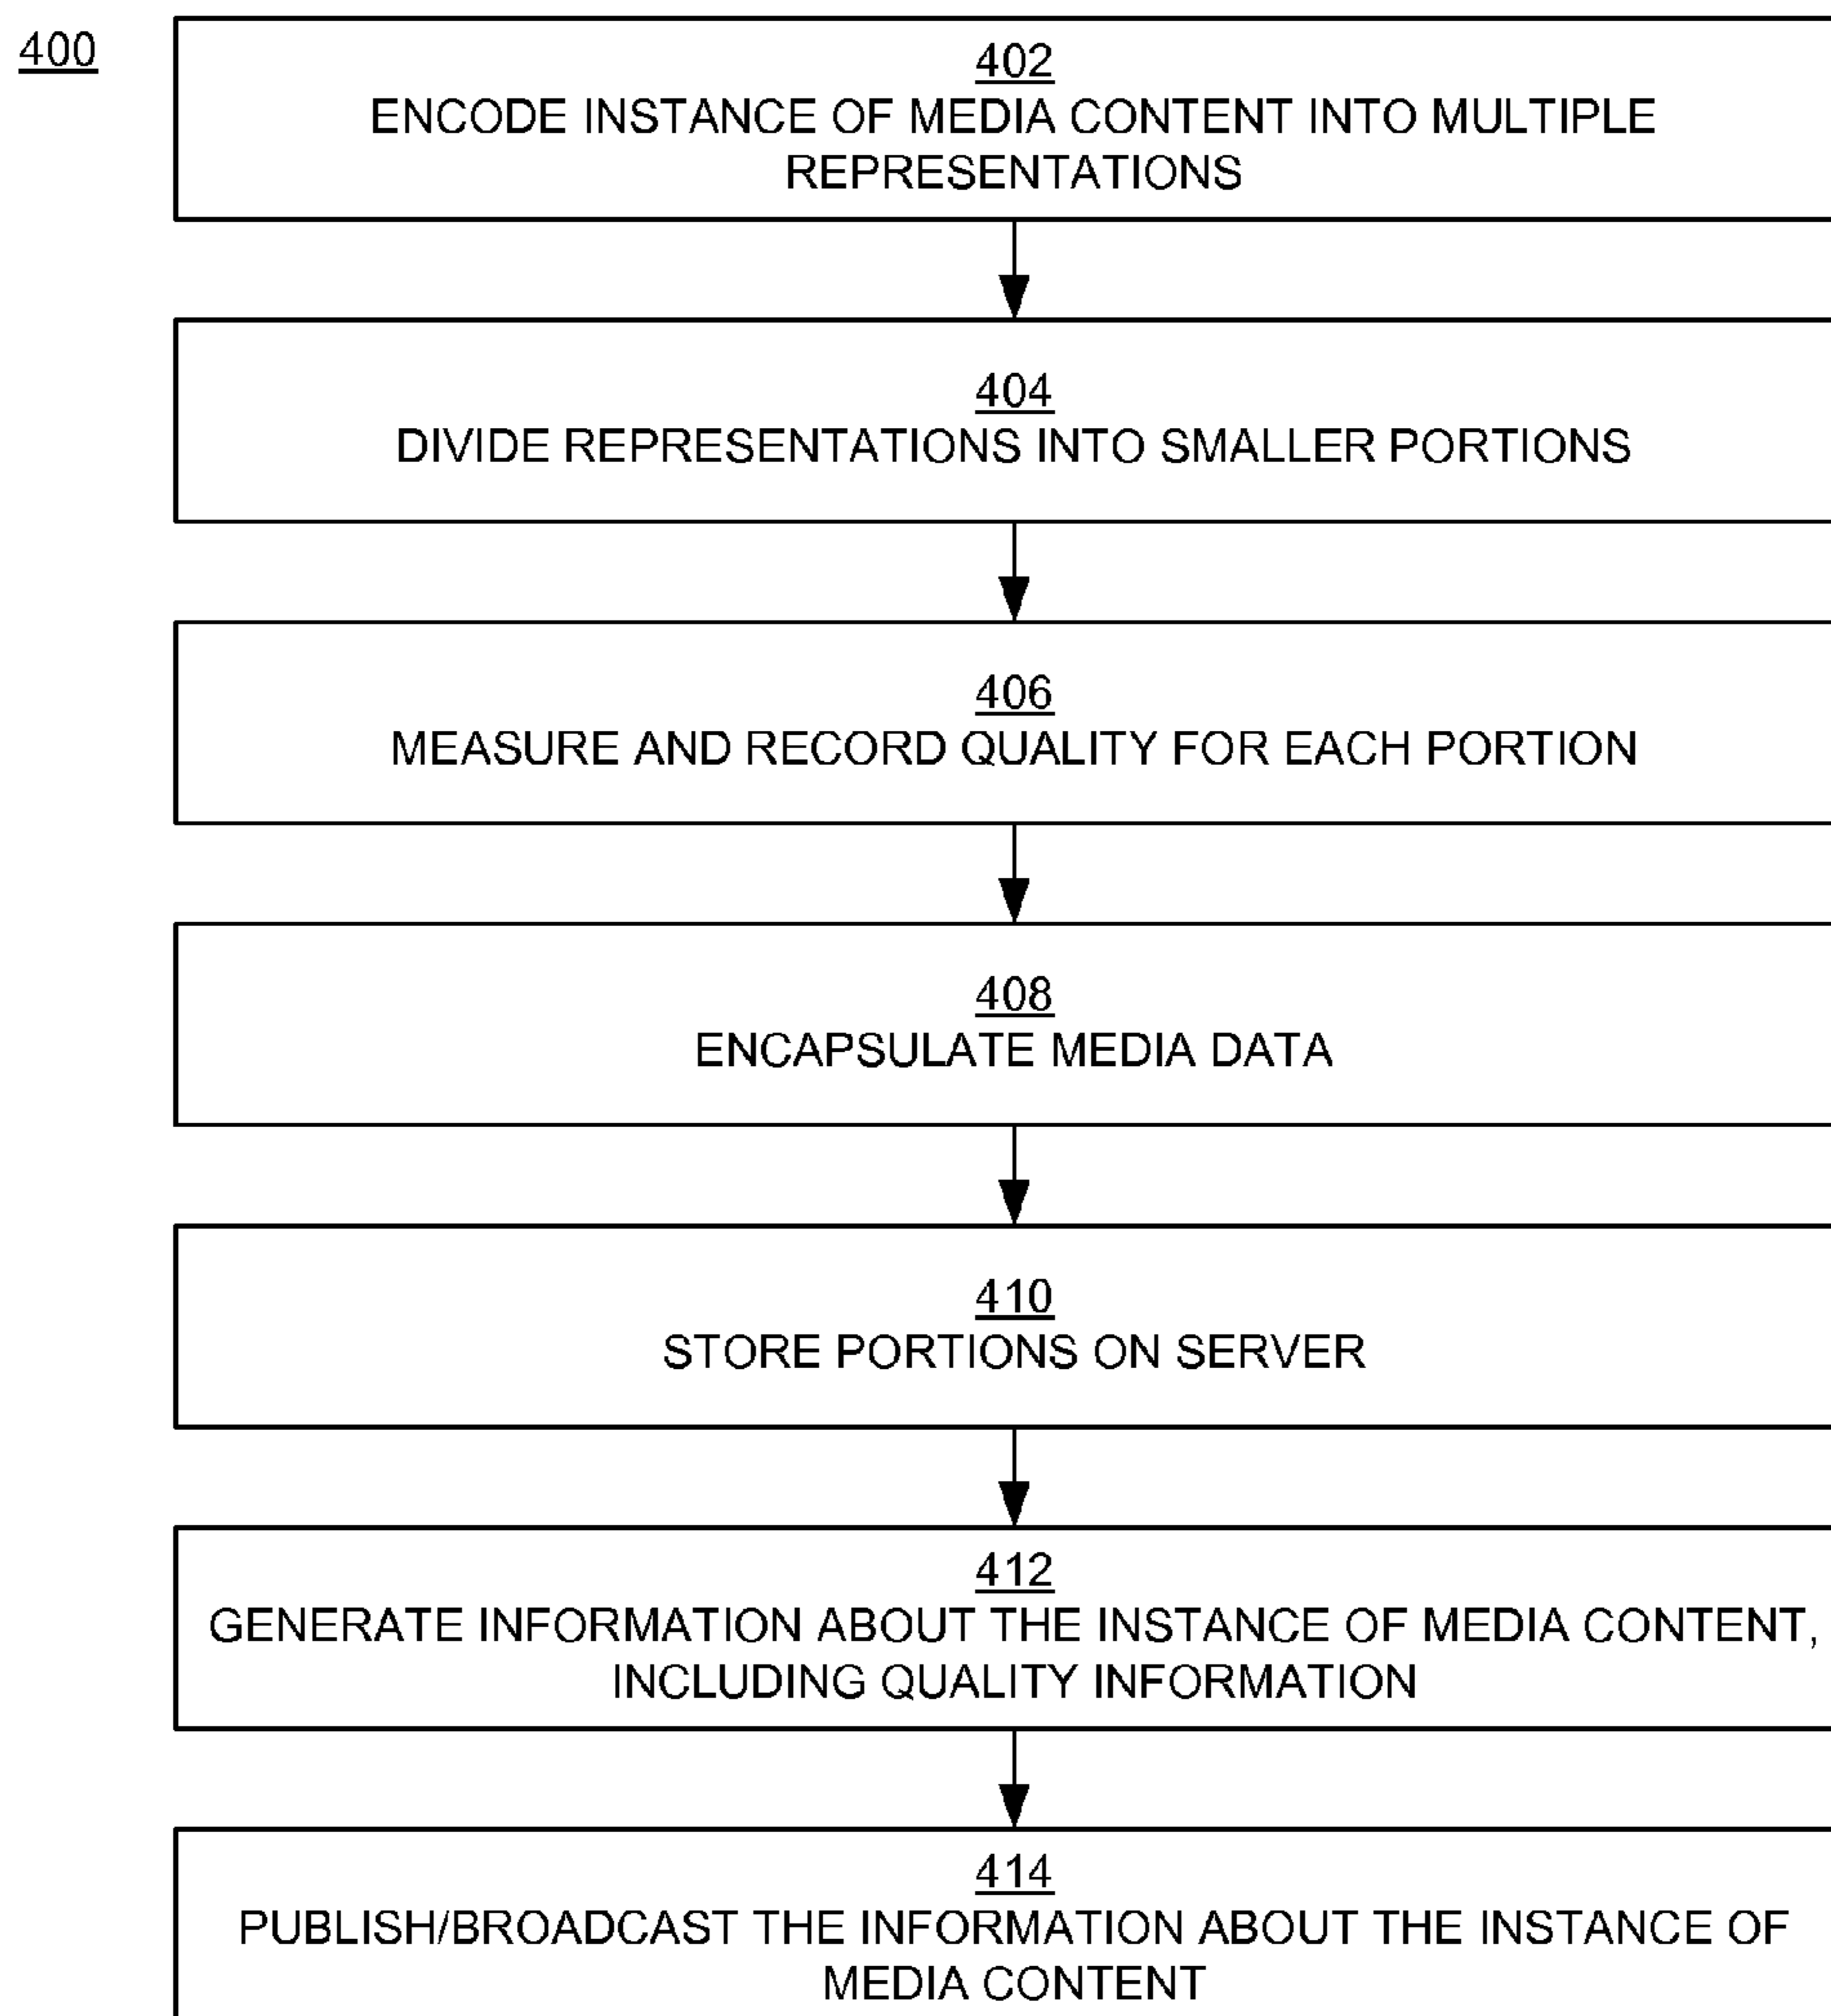 400
402
ENCODE INSTANCE OF MEDIA CONTENT INTO MULTIPLE
REPRESENTATIONS
404
DIVIDE REPRESENTATIONS INTO SMALLER PORTIONS
406
MEASURE AND RECORD QUALITY FOR EACH PORTION
408
ENCAPSULATE MEDIA DATA
410
STORE PORTIONS ON SERVER
412
GENERATE INFORMATION ABOUT THE INSTANCE OF MEDIA CONTENT,
INCLUDING QUALITY INFORMATION
414
PUBLISH/BROADCAST THE INFORMATION ABOUT THE INSTANCE OF
MEDIA CONTENT